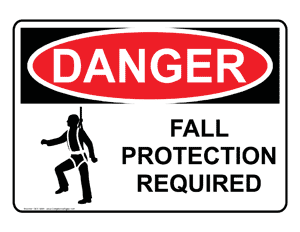 DANGER
FALL
PROTECTION
REQUIRED